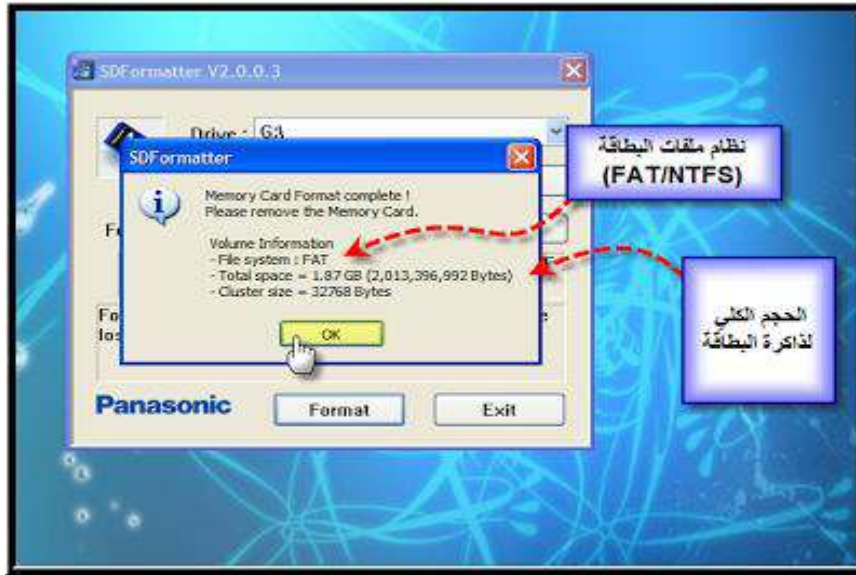 SDFormatter V2.0.0.3
Drive : G:\
SDFormatter
Memory Card Format complete !
Please remove the Memory Card.
Volume Information
- File system : FAT
- Total space = 1.87 GB (2,013,396,992 Bytes)
- Cluster size = 32768 Bytes
OK
Panasonic
Format
Exit
نظام ملفات البطاقة
(FAT/NTFS)
الحجم الكلي
لذاكرة البطاقة